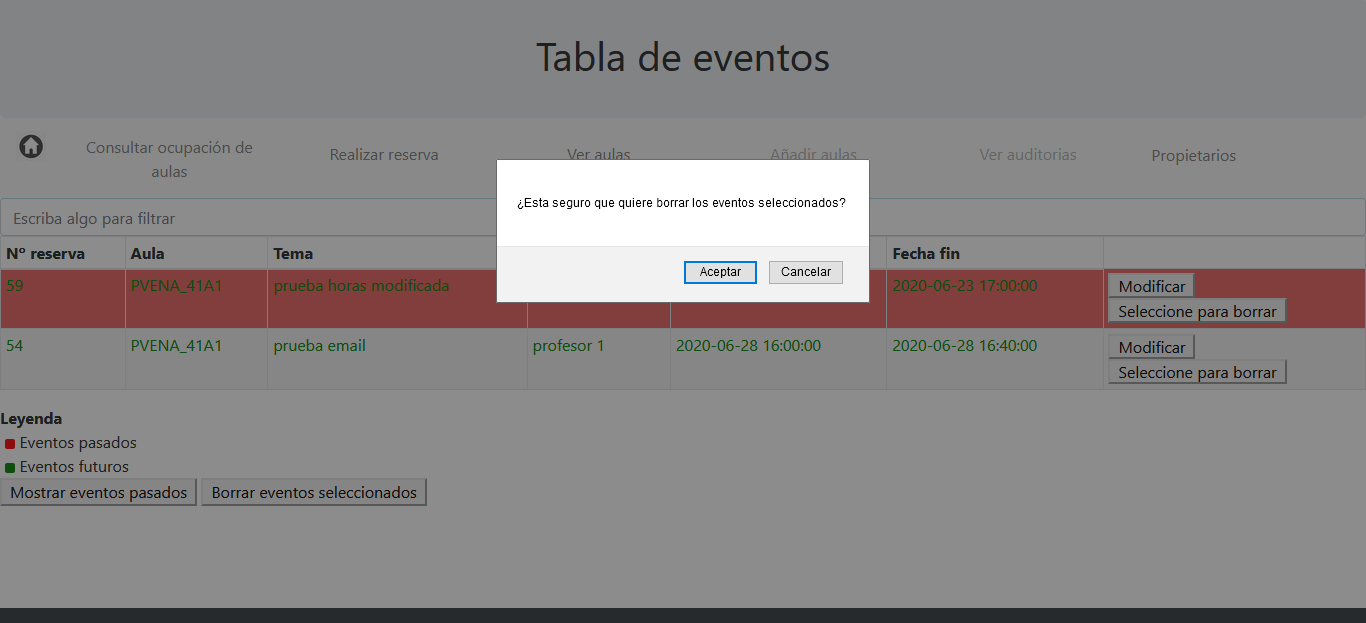 Tabla de eventos
Consultar ocupación de
aulas
Realizar reserva
Ver aulas
Añadir aulas
Ver auditorias
Propietarios
¿Esta seguro que quiere borrar los eventos seleccionados?
Aceptar
Cancelar
Escriba algo para filtrar
Nº reserva Aula Tema Fecha fin
59 PVENA_41A1 prueba horas modificada 2020-06-23 17:00:00 Modificar
Seleccione para borrar
54 PVENA_41A1 prueba email profesor 1 2020-06-28 16:00:00 2020-06-28 16:40:00 Modificar
Seleccione para borrar
Leyenda
Eventos pasados
Eventos futuros
Mostrar eventos pasados Borrar eventos seleccionados